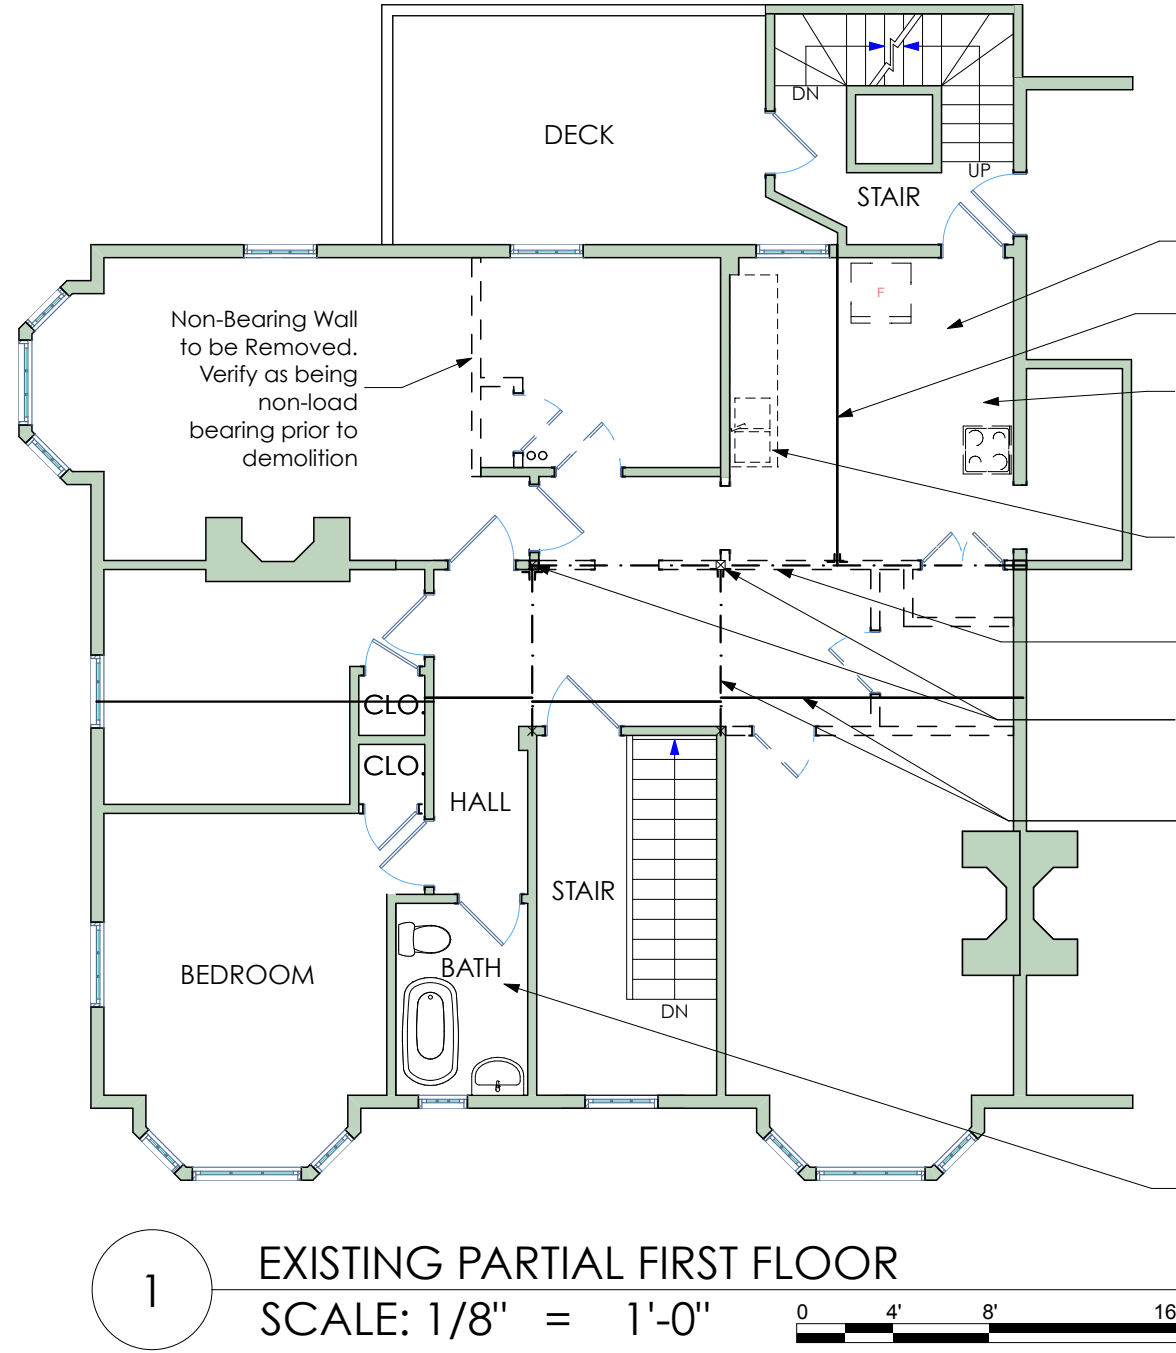 DN
DECK
UP
STAIR
F
Non-Bearing Wall
to be Removed.
Verify as being
non-load
bearing prior to
demolition
CLO.
CLO.
HALL
STAIR
BEDROOM
BATH
DN
1
EXISTING PARTIAL FIRST FLOOR
SCALE: 1/8" = 1'-0"
0 4' 8' 16